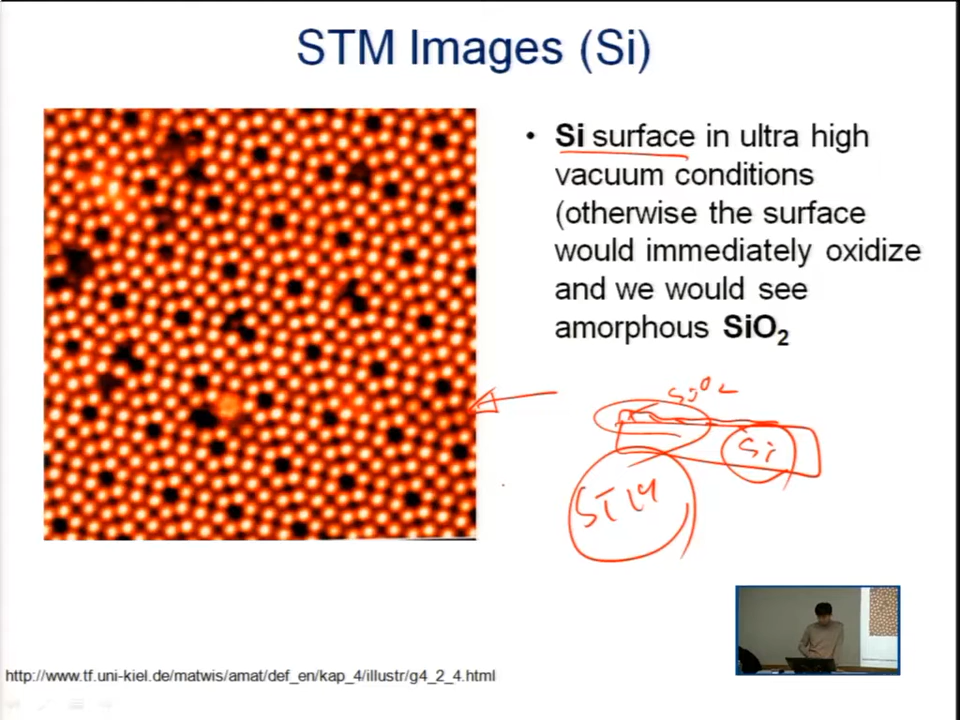 STM Images (Si)
• Si surface in ultra high
vacuum conditions
(otherwise the surface
would immediately oxidize
and we would see
amorphous SiO₂
SiO₂
Si
STM
http://www.tf.uni-kiel.de/matwis/amat/def_en/kap_4/illustr/g4_2_4.html